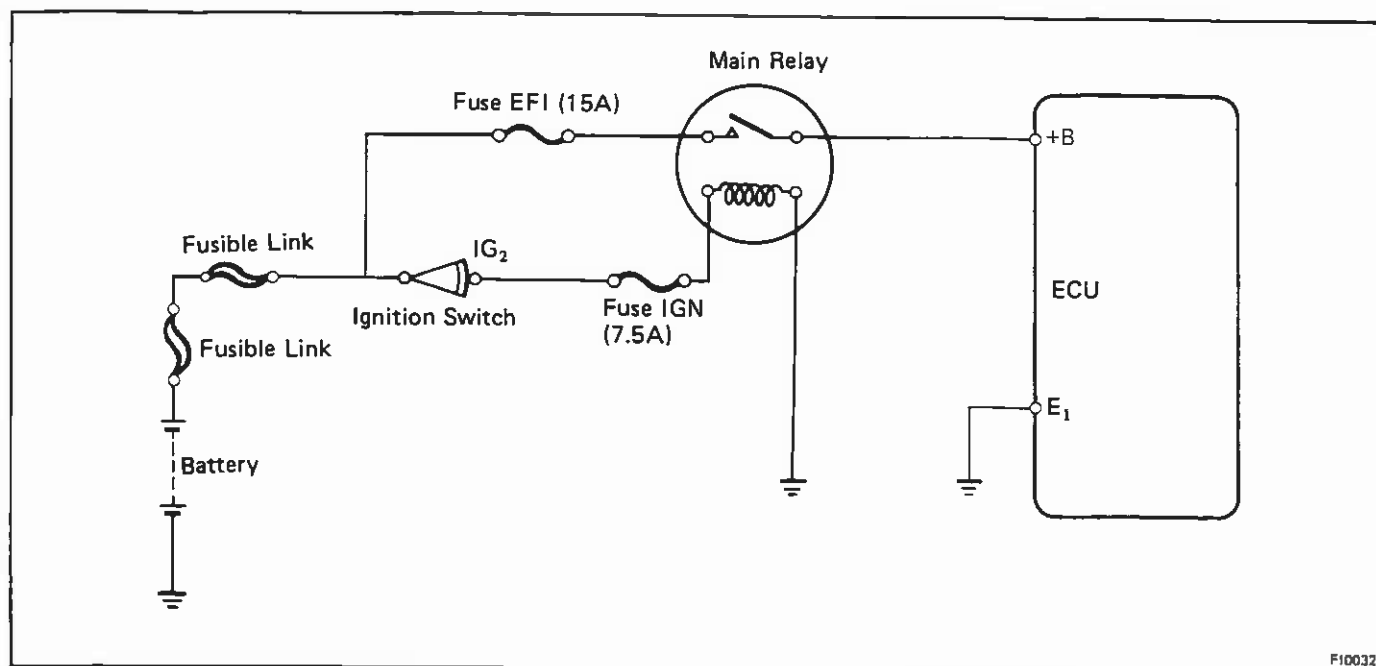 Main Relay
Fuse EFI (15A)
+B
Fusible Link
IG₂
Ignition Switch
Fuse IGN
(7.5A)
ECU
Fusible Link
E₁
Battery
F10032